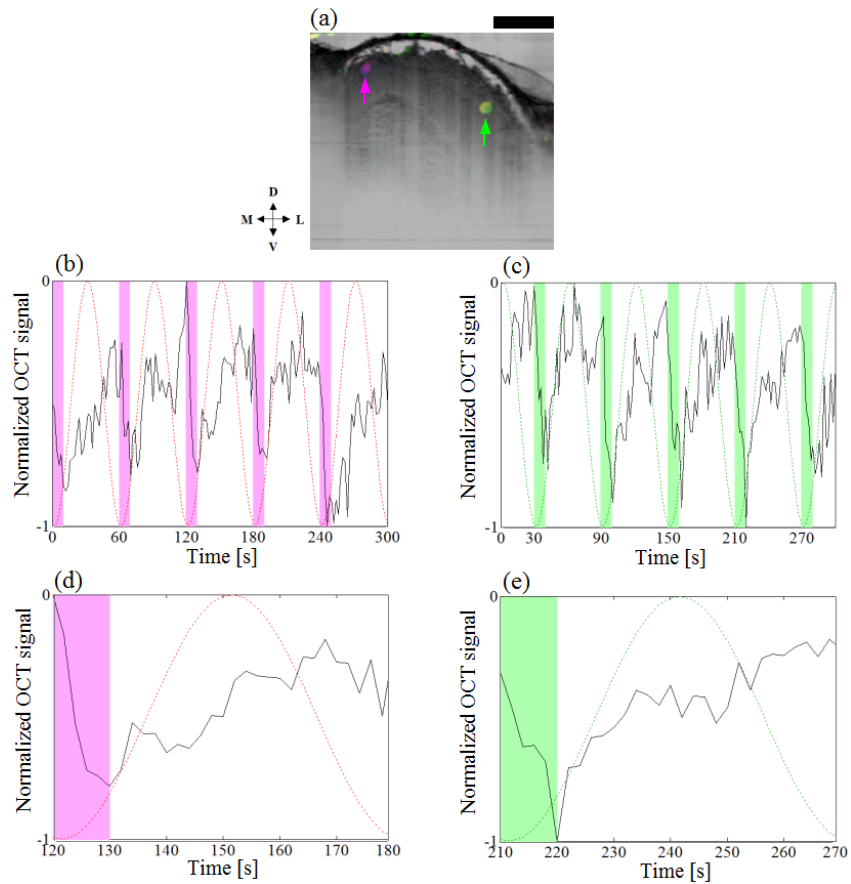 (a)
D
M L
V
(b)
0
Normalized OCT signal
-1
60 120 180 240 300
Time [s]
(c)
0
Normalized OCT signal
-1
30 90 150 210 270
Time [s]
(d)
0
Normalized OCT signal
-1
120 130 140 150 160 170 180
Time [s]
(e)
0
Normalized OCT signal
-1
210 220 230 240 250 260 270
Time [s]